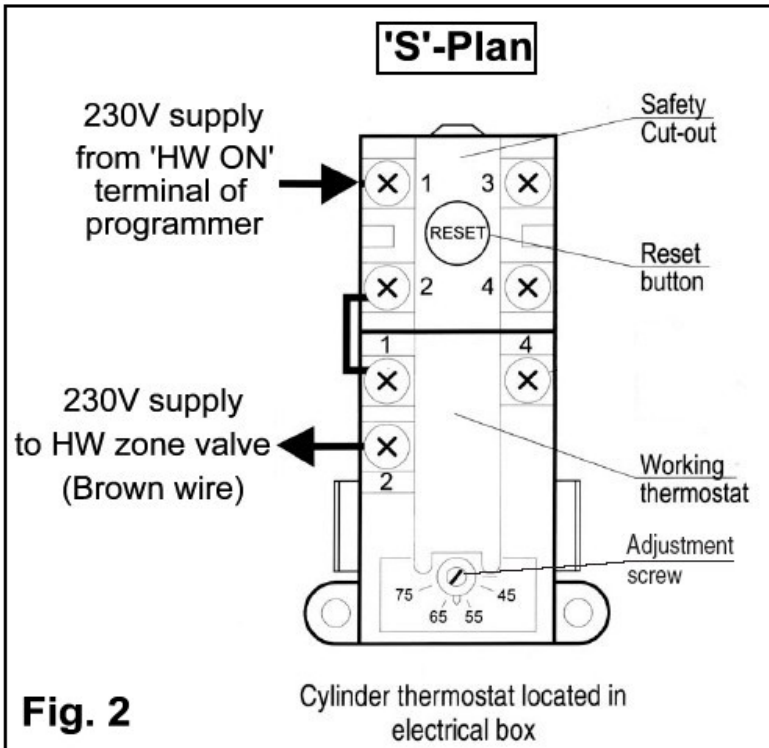 'S'-Plan
230V supply
from 'HW ON'
terminal of
programmer
Safety
Cut-out
1 3
RESET
Reset
button
2 4
1 4
230V supply
to HW zone valve
(Brown wire)
2
Working
thermostat
Adjustment
screw
75 45
65 55
Fig. 2
Cylinder thermostat located in
electrical box